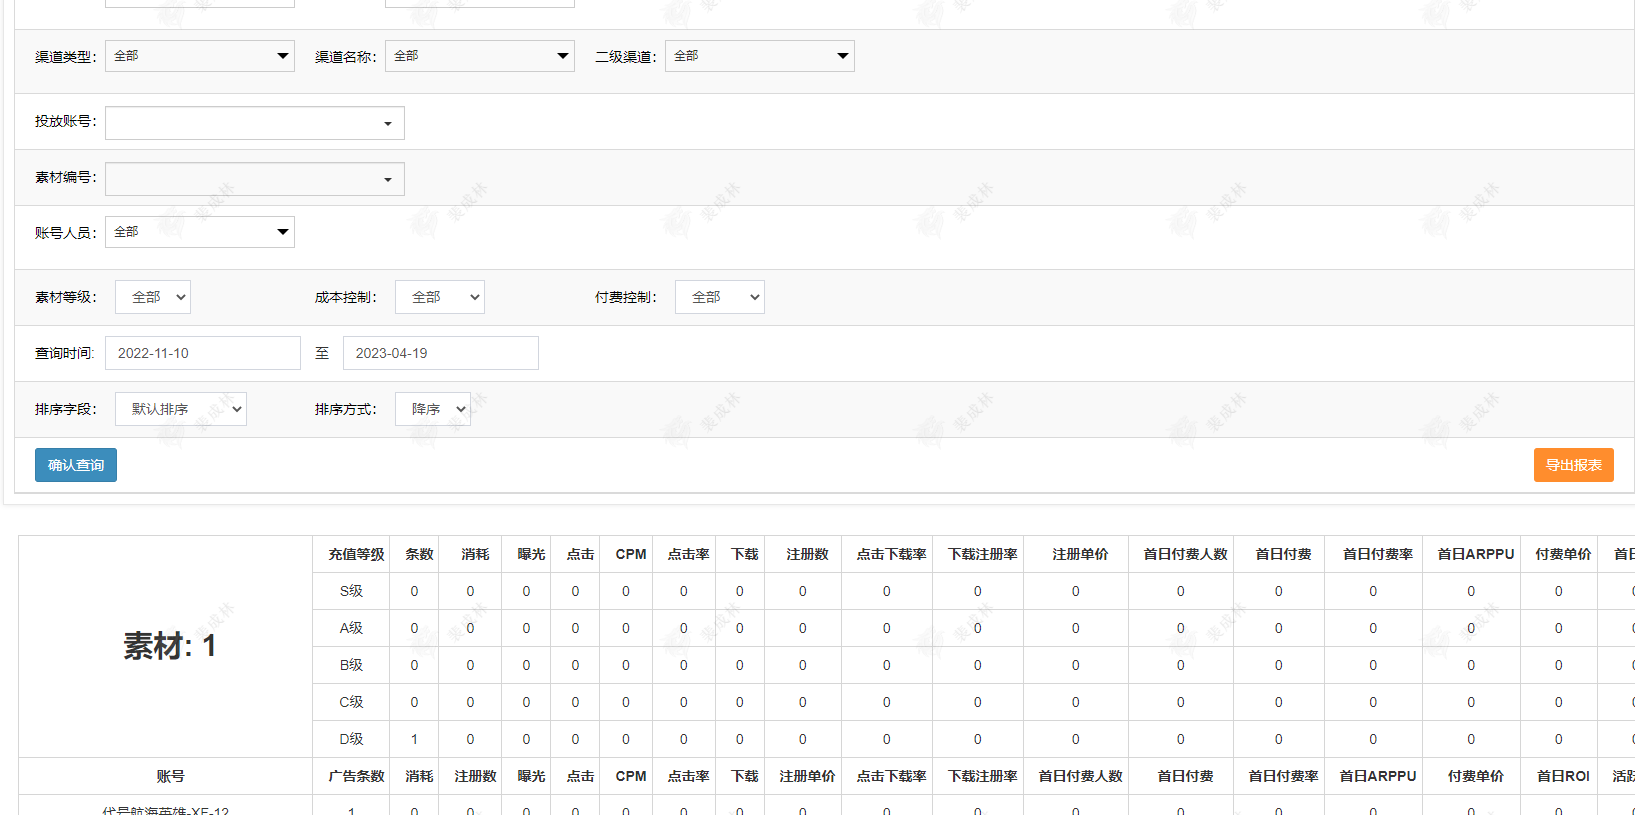 渠道类型： 全部 渠道名称： 全部 二级渠道： 全部
投放账号：
素材编号：
账号人员： 全部
素材等级： 全部 成本控制： 全部 付费控制： 全部
查询时间: 2022-11-10 至 2023-04-19
排序字段： 默认排序 排序方式： 降序
确认查询 导出报表
充值等级 条数 消耗 曝光 点击 CPM 点击率 下载 注册数 点击下载率 下载注册率 注册单价 首日付费人数 首日付费 首日付费率 首日ARPPU 付费单价
S级 0 0 0 0 0 0 0 0 0 0 0 0 0 0 0 0
A级 0 0 0 0 0 0 0 0 0 0 0 0 0 0 0 0
素材: 1
B级 0 0 0 0 0 0 0 0 0 0 0 0 0 0 0 0
C级 0 0 0 0 0 0 0 0 0 0 0 0 0 0 0 0
D级 1 0 0 0 0 0 0 0 0 0 0 0 0 0 0 0
账号 广告条数 消耗 注册数 曝光 点击 CPM 点击率 下载 注册单价 点击下载率 下载注册率 首日付费人数 首日付费 首日付费率 首日ARPPU 付费单价 首日ROI
代号航海英雄-XF-12 1 0 0 0 0 0 0 0 0 0 0 0 0 0 0 0 0
裴成林